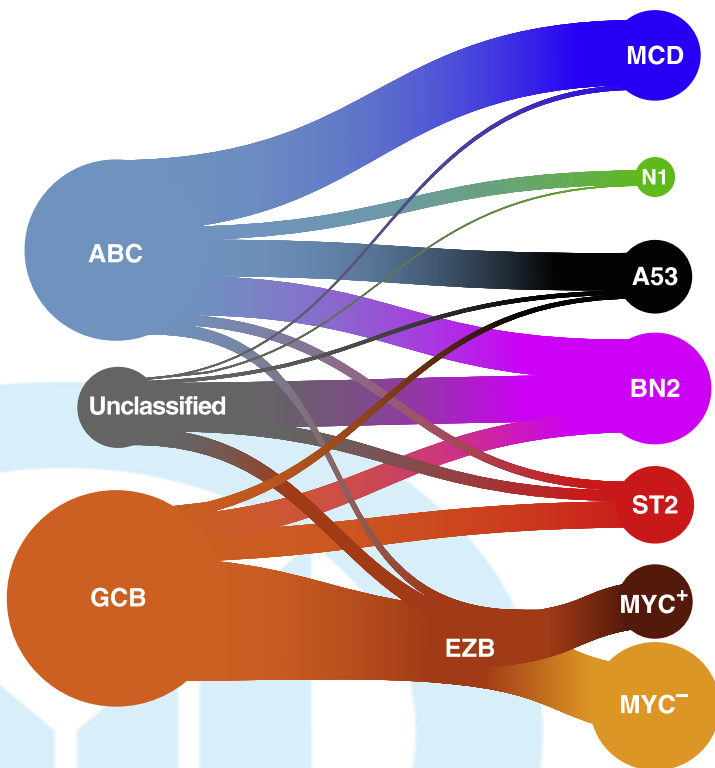 MCD
N1
ABC
A53
BN2
Unclassified
ST2
GCB
MYC⁺
EZB
MYC⁻